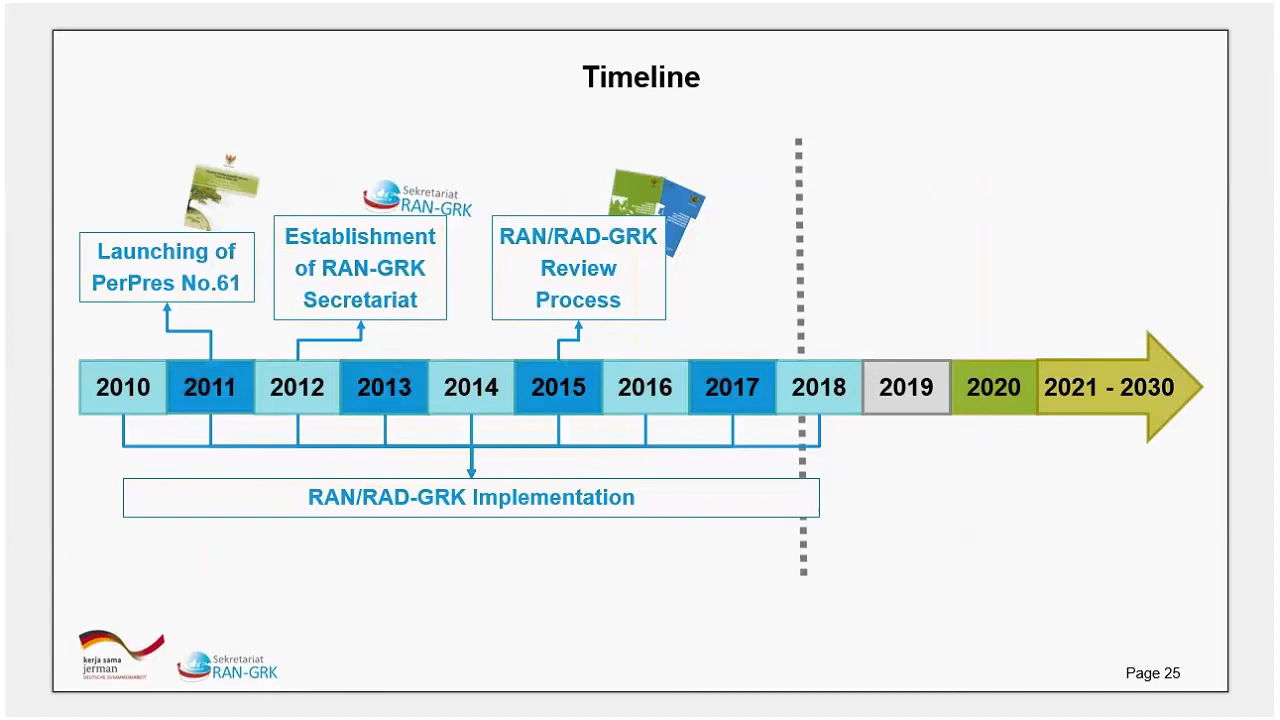 Timeline
Sekretariat
RAN-GRK
Launching of
PerPres No.61
Establishment
of RAN-GRK
Secretariat
RAN/RAD-GRK
Review
Process
2010 2011 2012 2013 2014 2015 2016 2017 2018 2019 2020 2021 - 2030
RAN/RAD-GRK Implementation
kerja sama
jerman
DEUTSCHE ZUSAMMENARBEIT
Sekretariat
RAN-GRK
Page 25